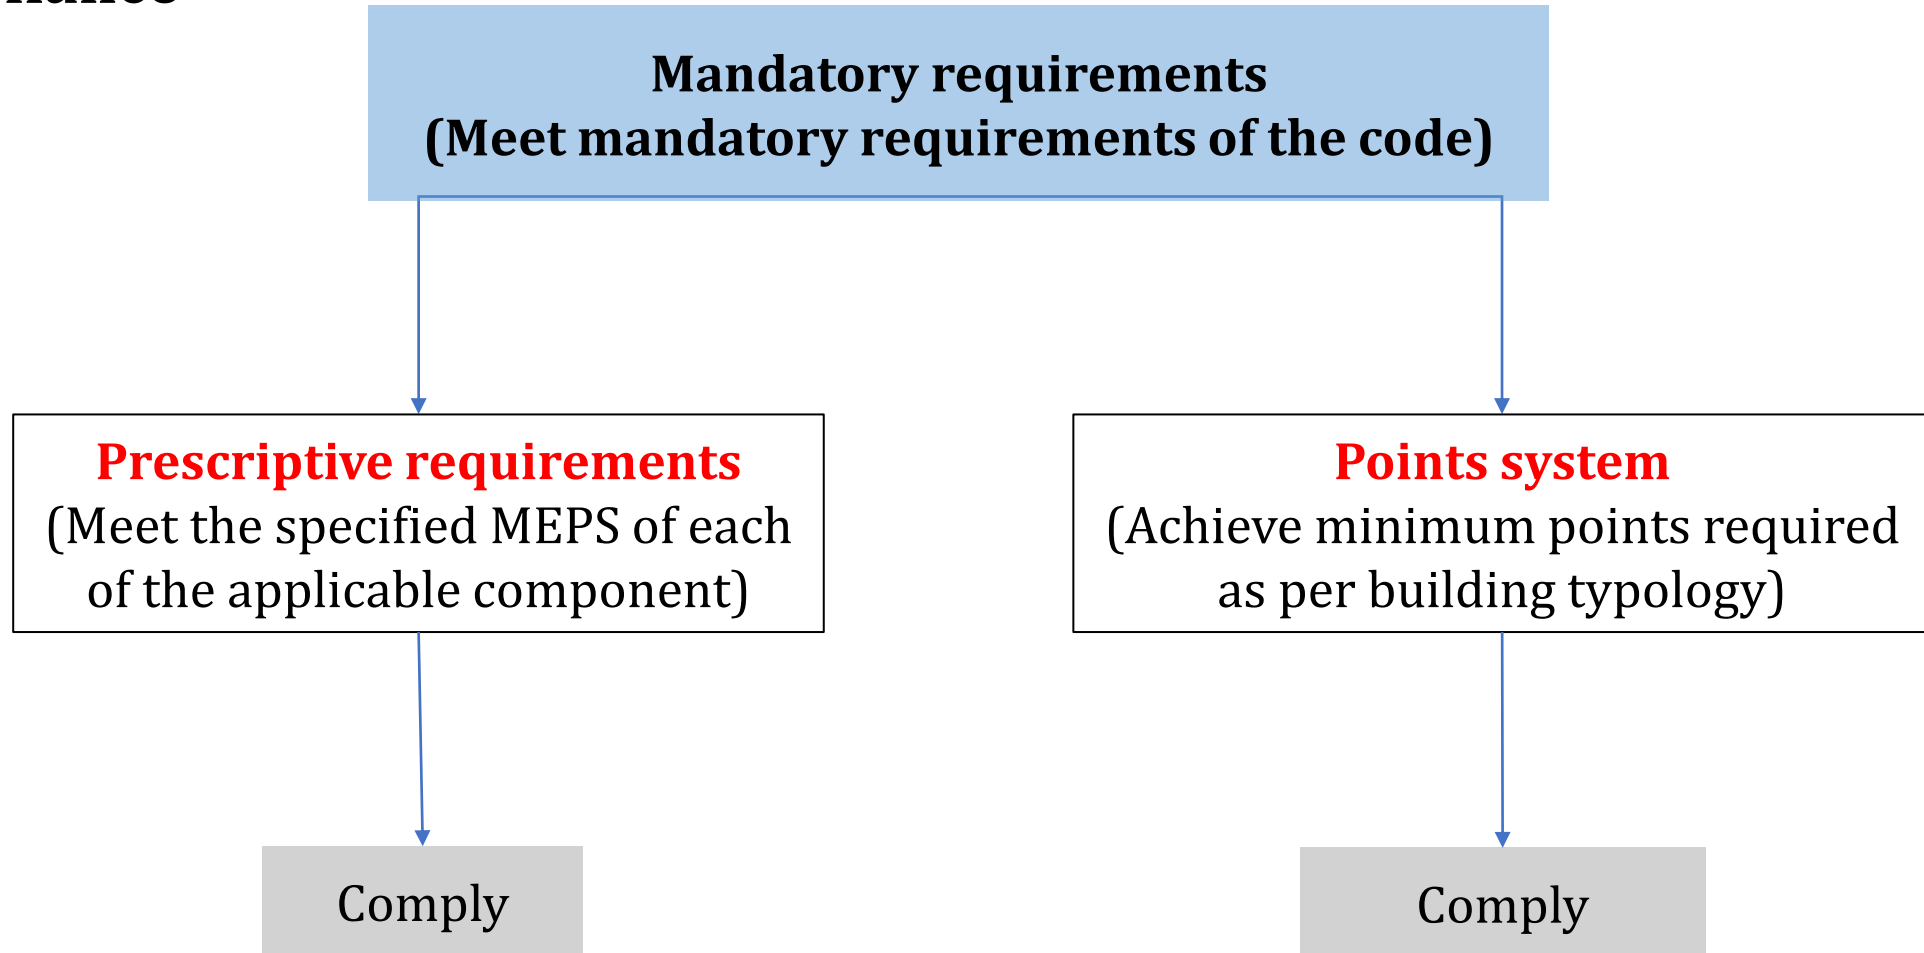 Mandatory requirements
(Meet mandatory requirements of the code)
Prescriptive requirements
(Meet the specified MEPS of each
of the applicable component)
Points system
(Achieve minimum points required
as per building typology)
Comply
Comply